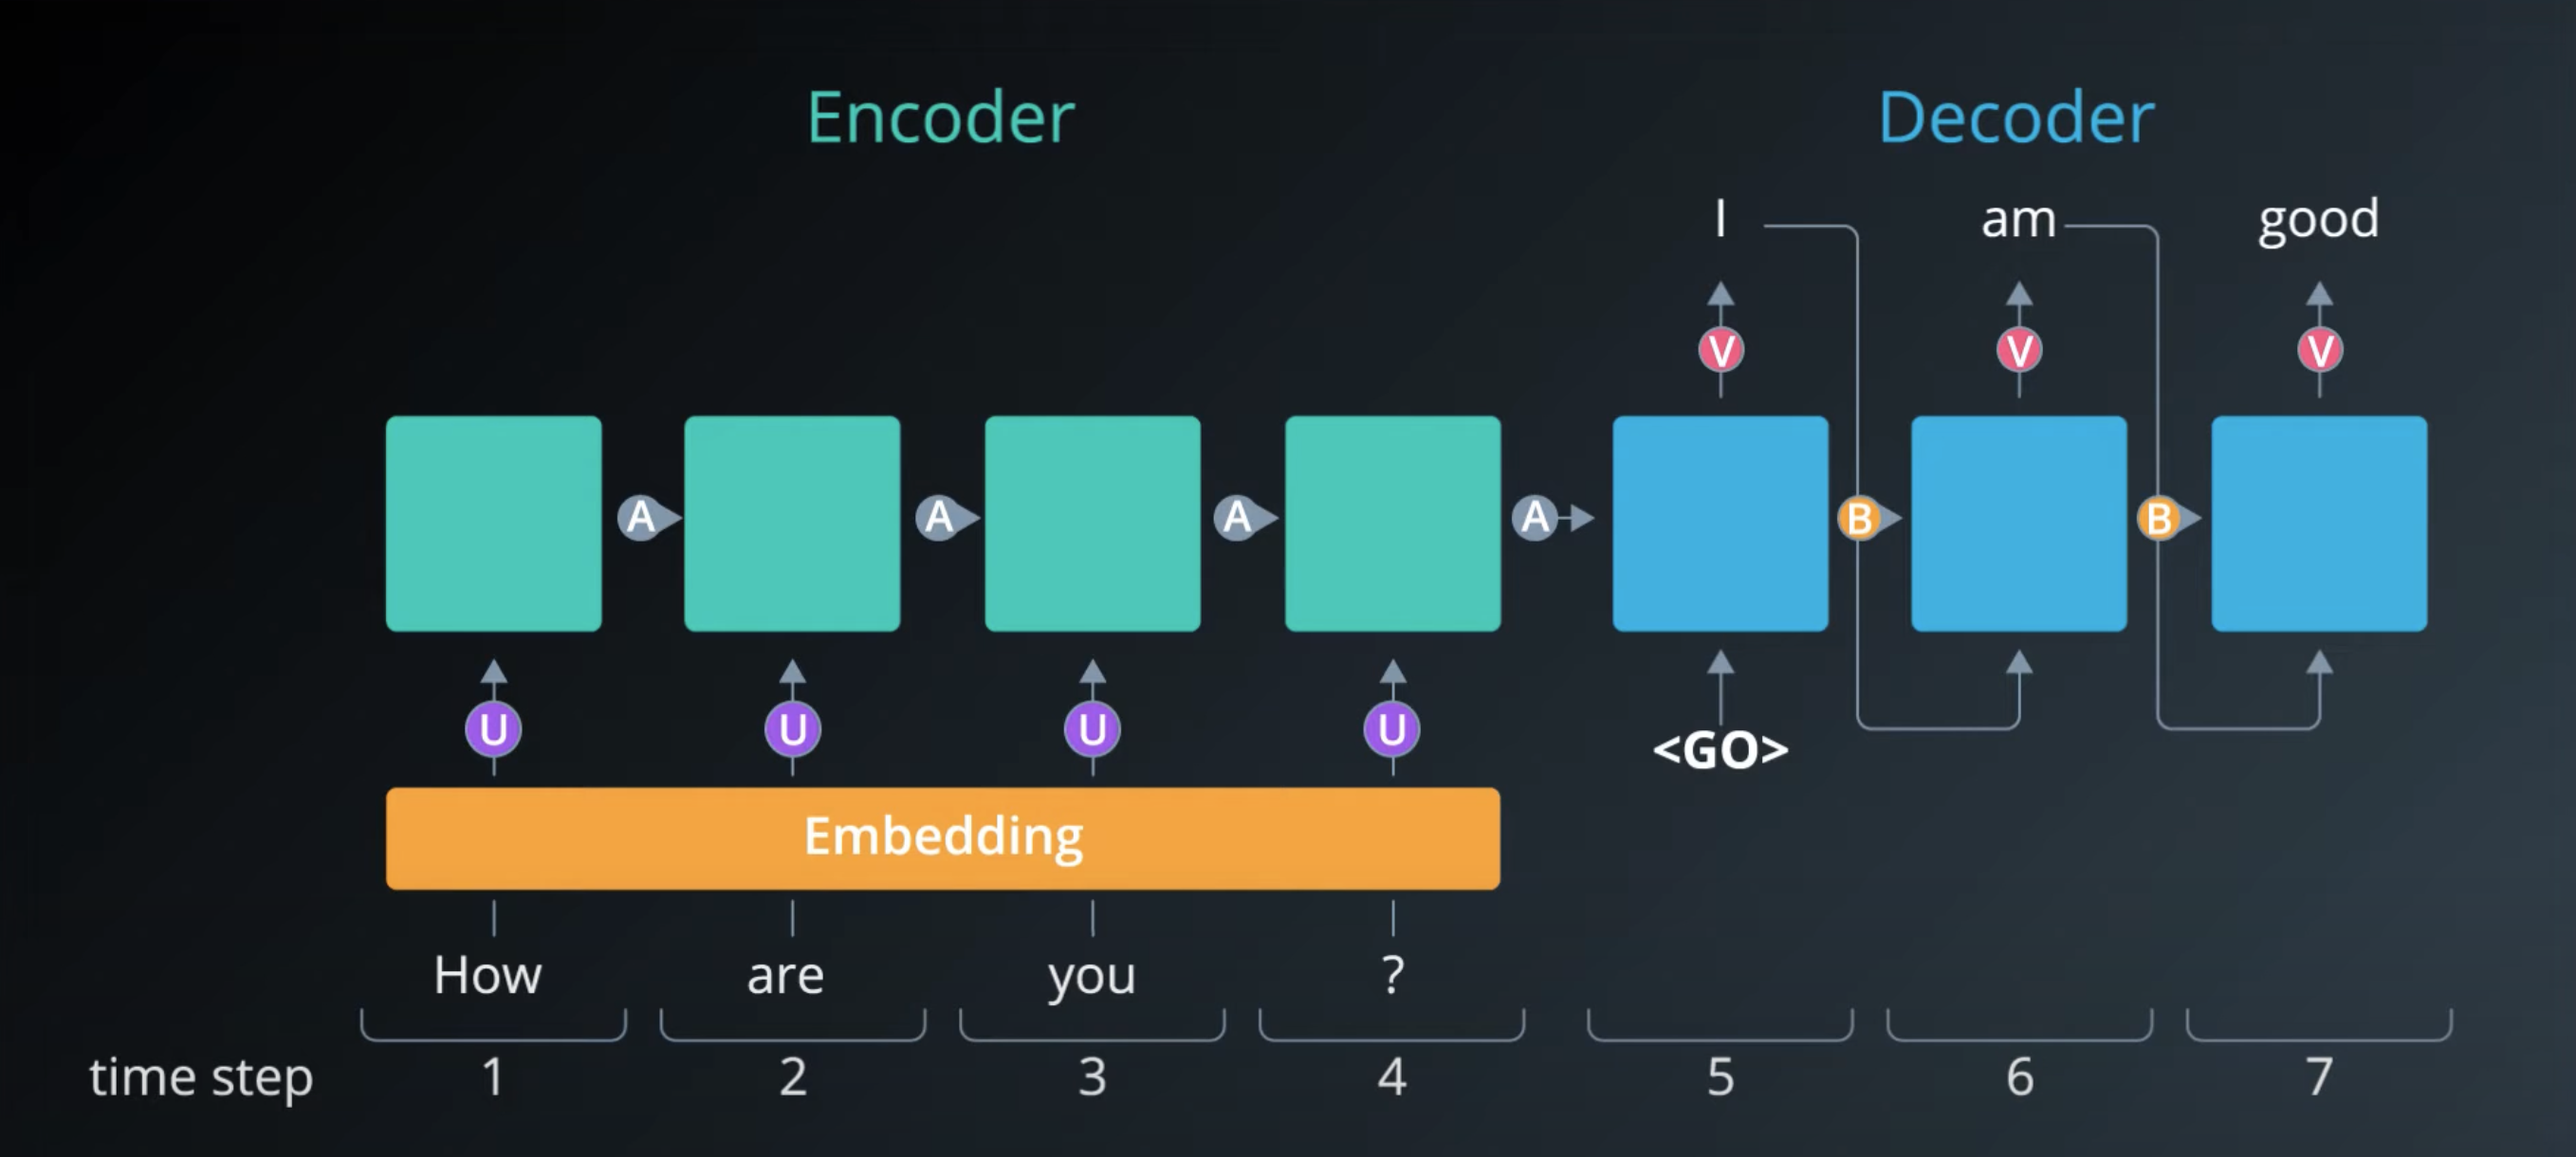 Encoder
Decoder
I am good
V V V
A A A A B B
U U U U
<GO>
Embedding
How are you ?
time step 1 2 3 4 5 6 7